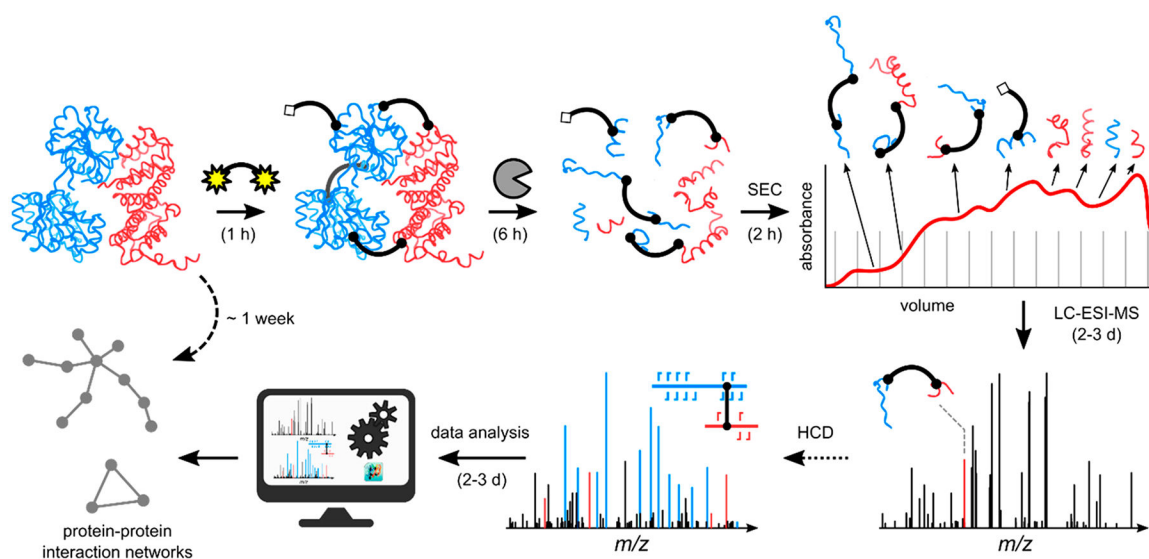 (1 h)
(6 h)
SEC
(2 h)
absorbance
volume
LC-ESI-MS
(2-3 d)
~ 1 week
HCD
m/z
m/z
data analysis
(2-3 d)
m/z
m/z
protein-protein
interaction networks